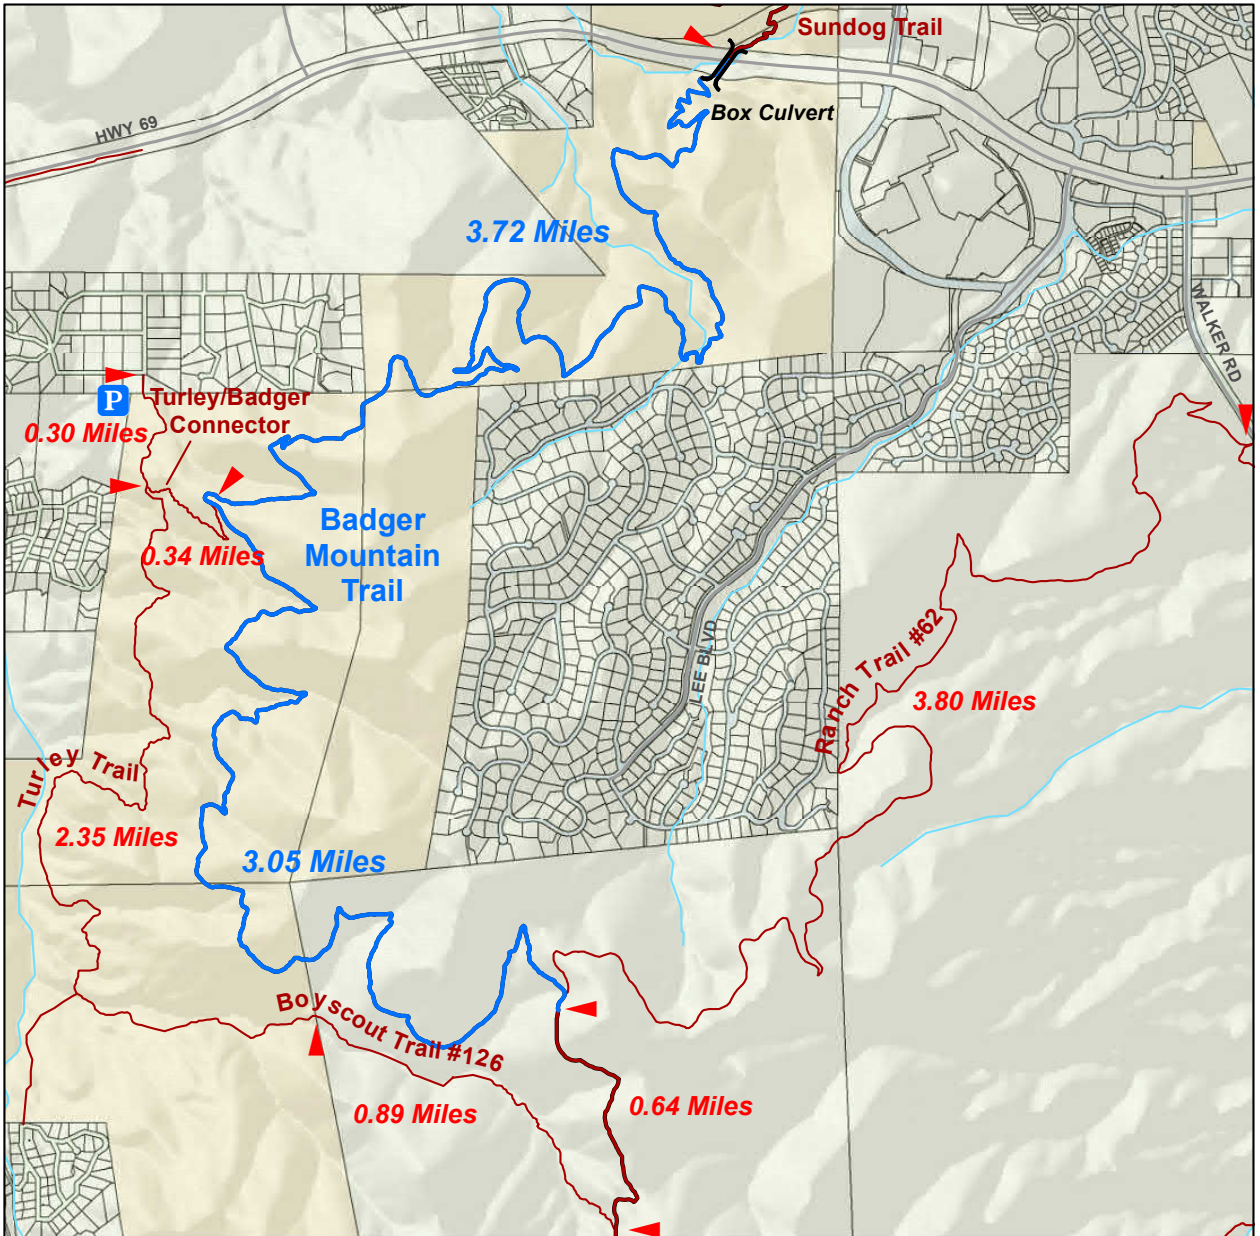 Sundog Trail
Box Culvert
HWY 69
3.72 Miles
WALKER RD
P
Turley/Badger
Connector
0.30 Miles
0.34 Miles
Badger
Mountain
Trail
LEE BLVD
Ranch Trail #62
3.80 Miles
Turley Trail
2.35 Miles
3.05 Miles
Boyscout Trail #126
0.89 Miles
0.64 Miles